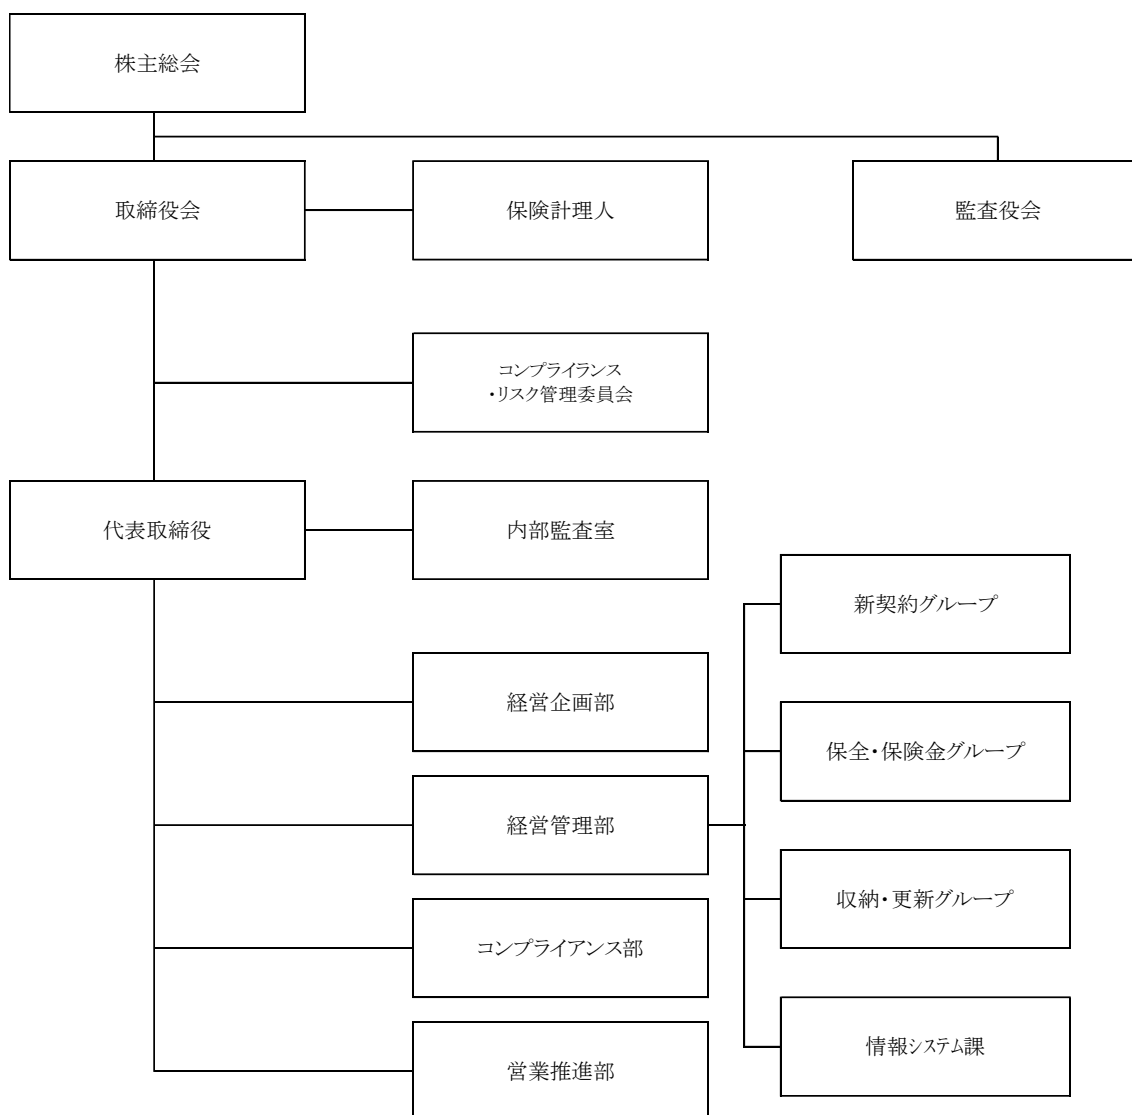 株主総会
取締役会
保険計理人
監査役会
コンプライランス
・リスク管理委員会
代表取締役
内部監査室
新契約グループ
経営企画部
保全・保険金グループ
経営管理部
収納・更新グループ
コンプライアンス部
情報システム課
営業推進部